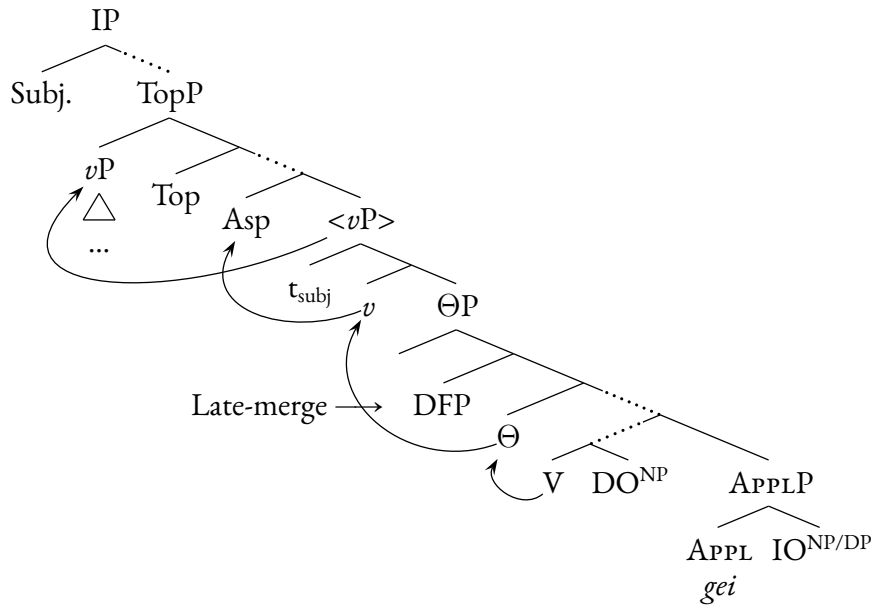 IP
Subj. TopP
vP Top
... Asp <vP>
t_subj v ΘP
Late-merge → DFP
Θ
V DO^NP APPLP
APPL IO^NP/DP
gei